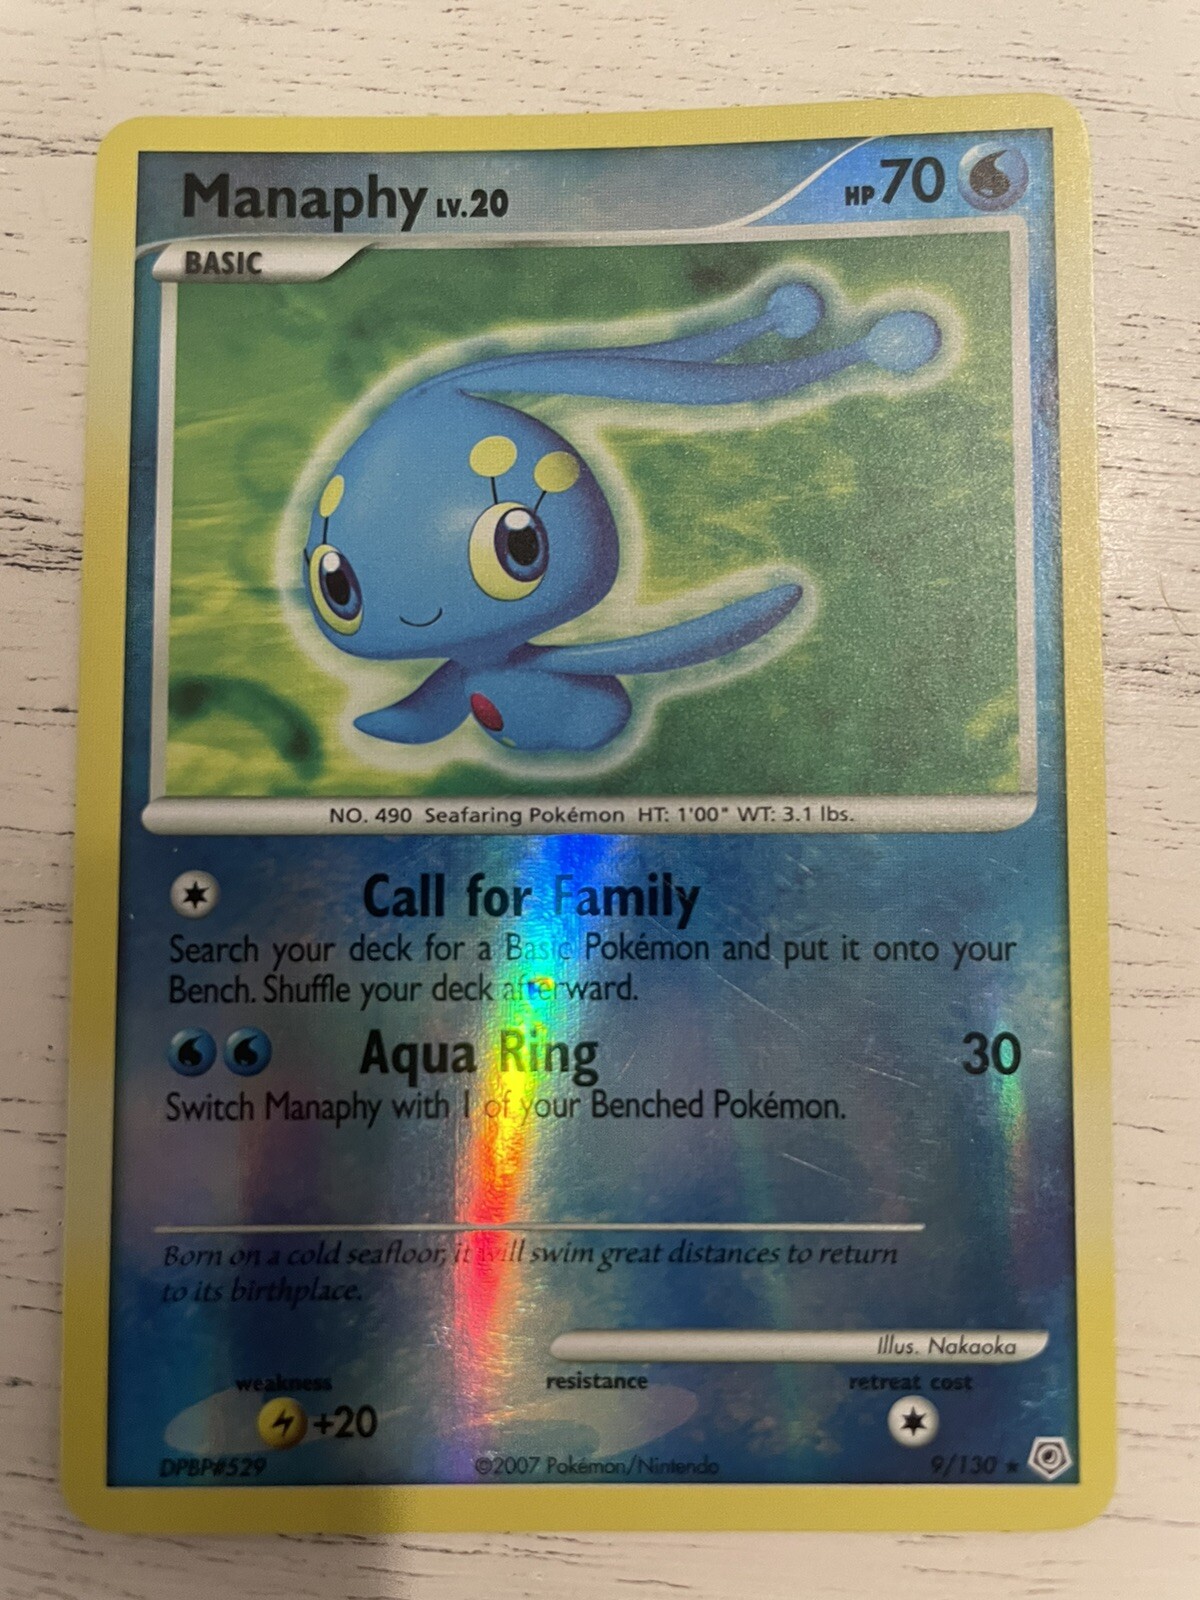 Manaphy LV.20
HP 70
BASIC
NO. 490 Seafaring Pokémon HT: 1'00" WT: 3.1 lbs.
Call for Family
Search your deck for a Basic Pokémon and put it onto your
Bench. Shuffle your deck afterward.
Aqua Ring 30
Switch Manaphy with 1 of your Benched Pokémon.
Born on a cold seafloor, it will swim great distances to return
to its birthplace.
Illus. Nakaoka
weakness resistance retreat cost
+20
DPBP#529 ©2007 Pokémon/Nintendo 9/130 ★